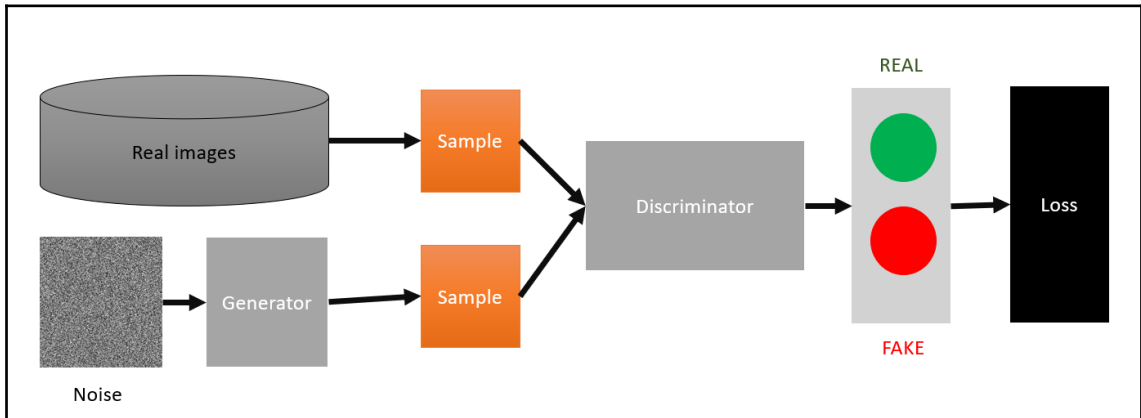 REAL
Real images
Sample
Discriminator
Loss
Generator
Sample
FAKE
Noise